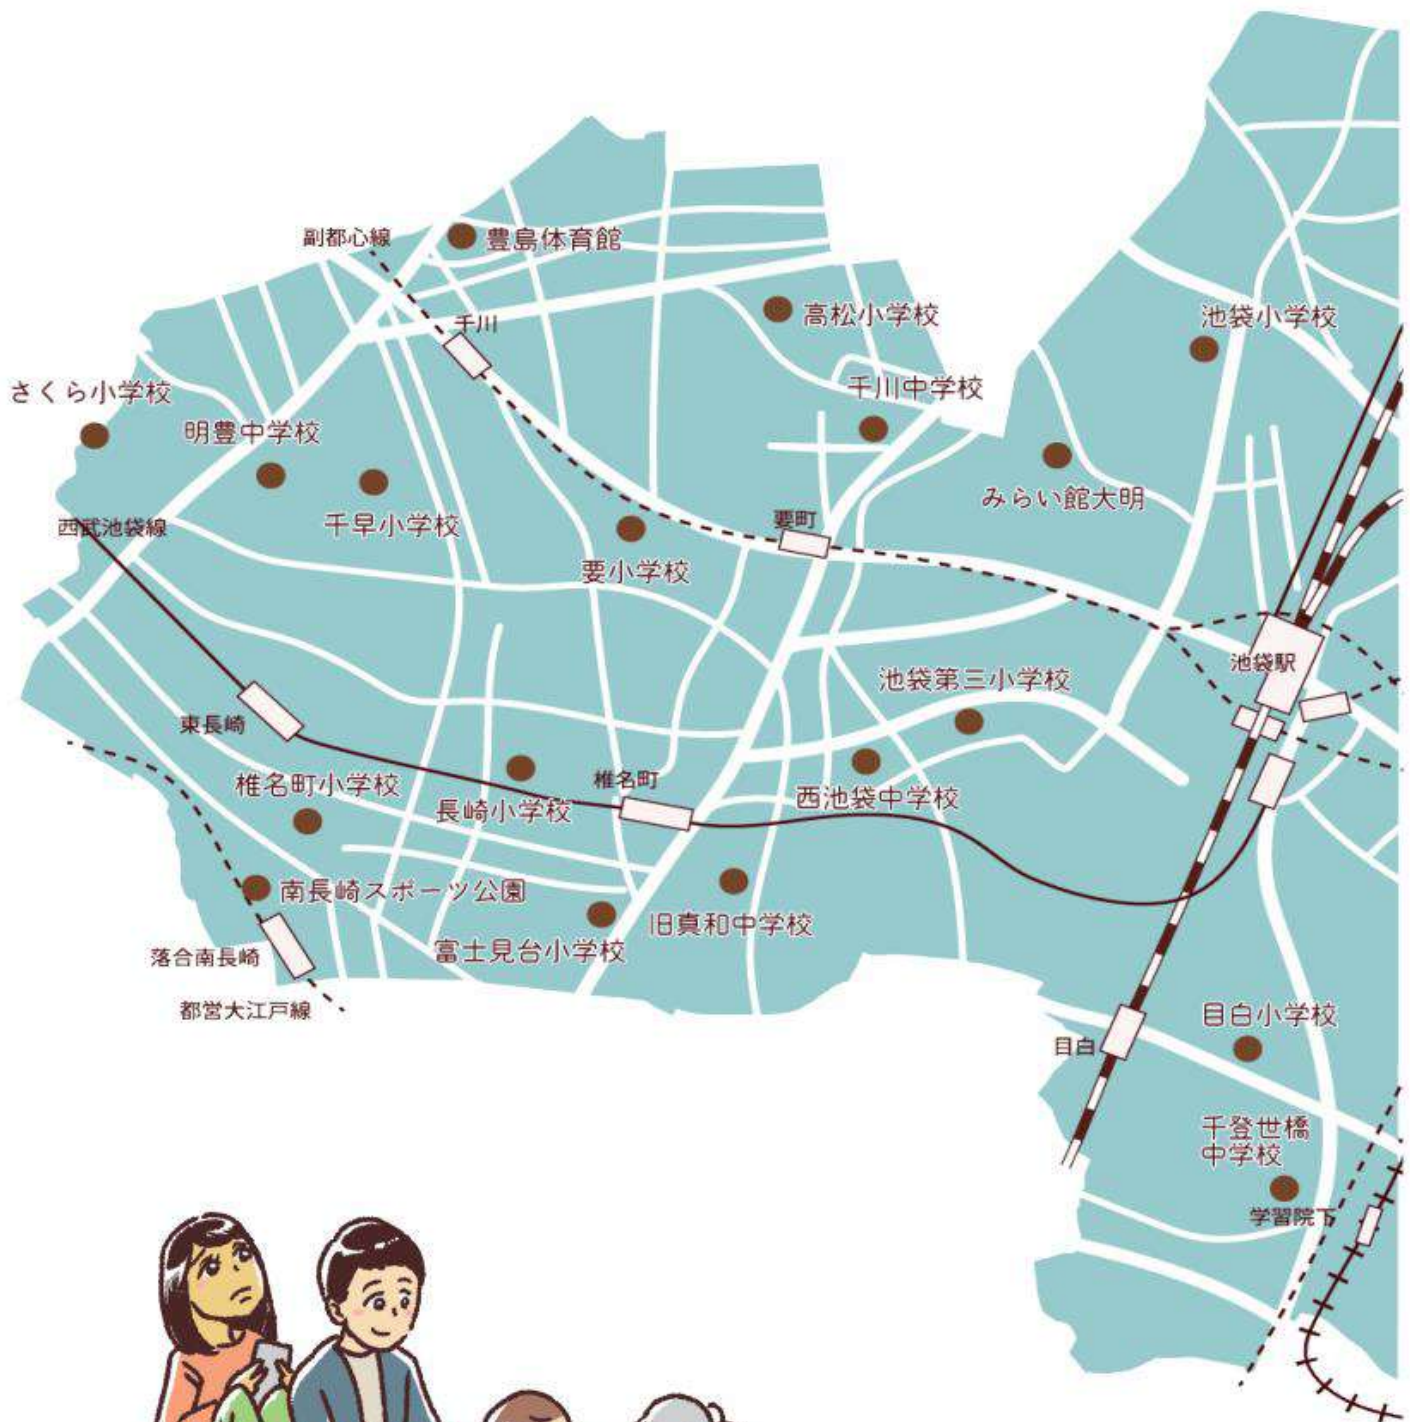 副都心線
豊島体育館
千川
高松小学校
池袋小学校
さくら小学校
明豊中学校
千川中学校
西武池袋線
千早小学校
要小学校
要町
みらい館大明
池袋駅
池袋第三小学校
東長崎
椎名町小学校
長崎小学校
椎名町
西池袋中学校
南長崎スポーツ公園
富士見台小学校
旧真和中学校
落合南長崎
都営大江戸線
目白
目白小学校
千登世橋
中学校
学習院下